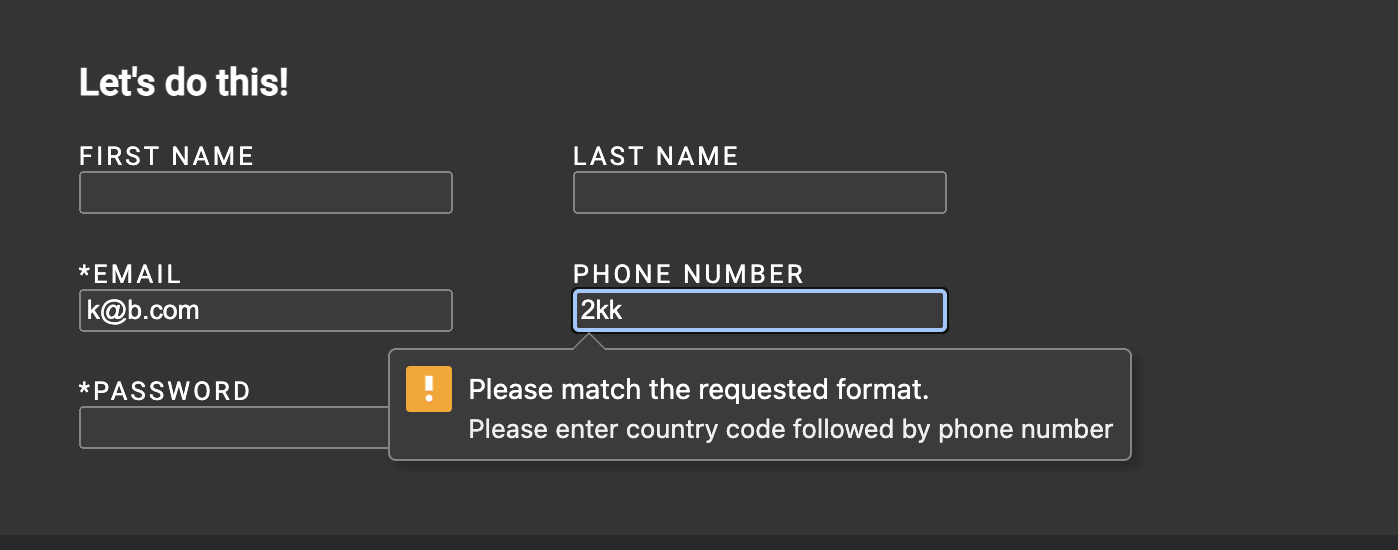 Let's do this!
FIRST NAME
LAST NAME
*EMAIL
PHONE NUMBER
k@b.com
2kk
*PASSWORD
Please match the requested format.
Please enter country code followed by phone number